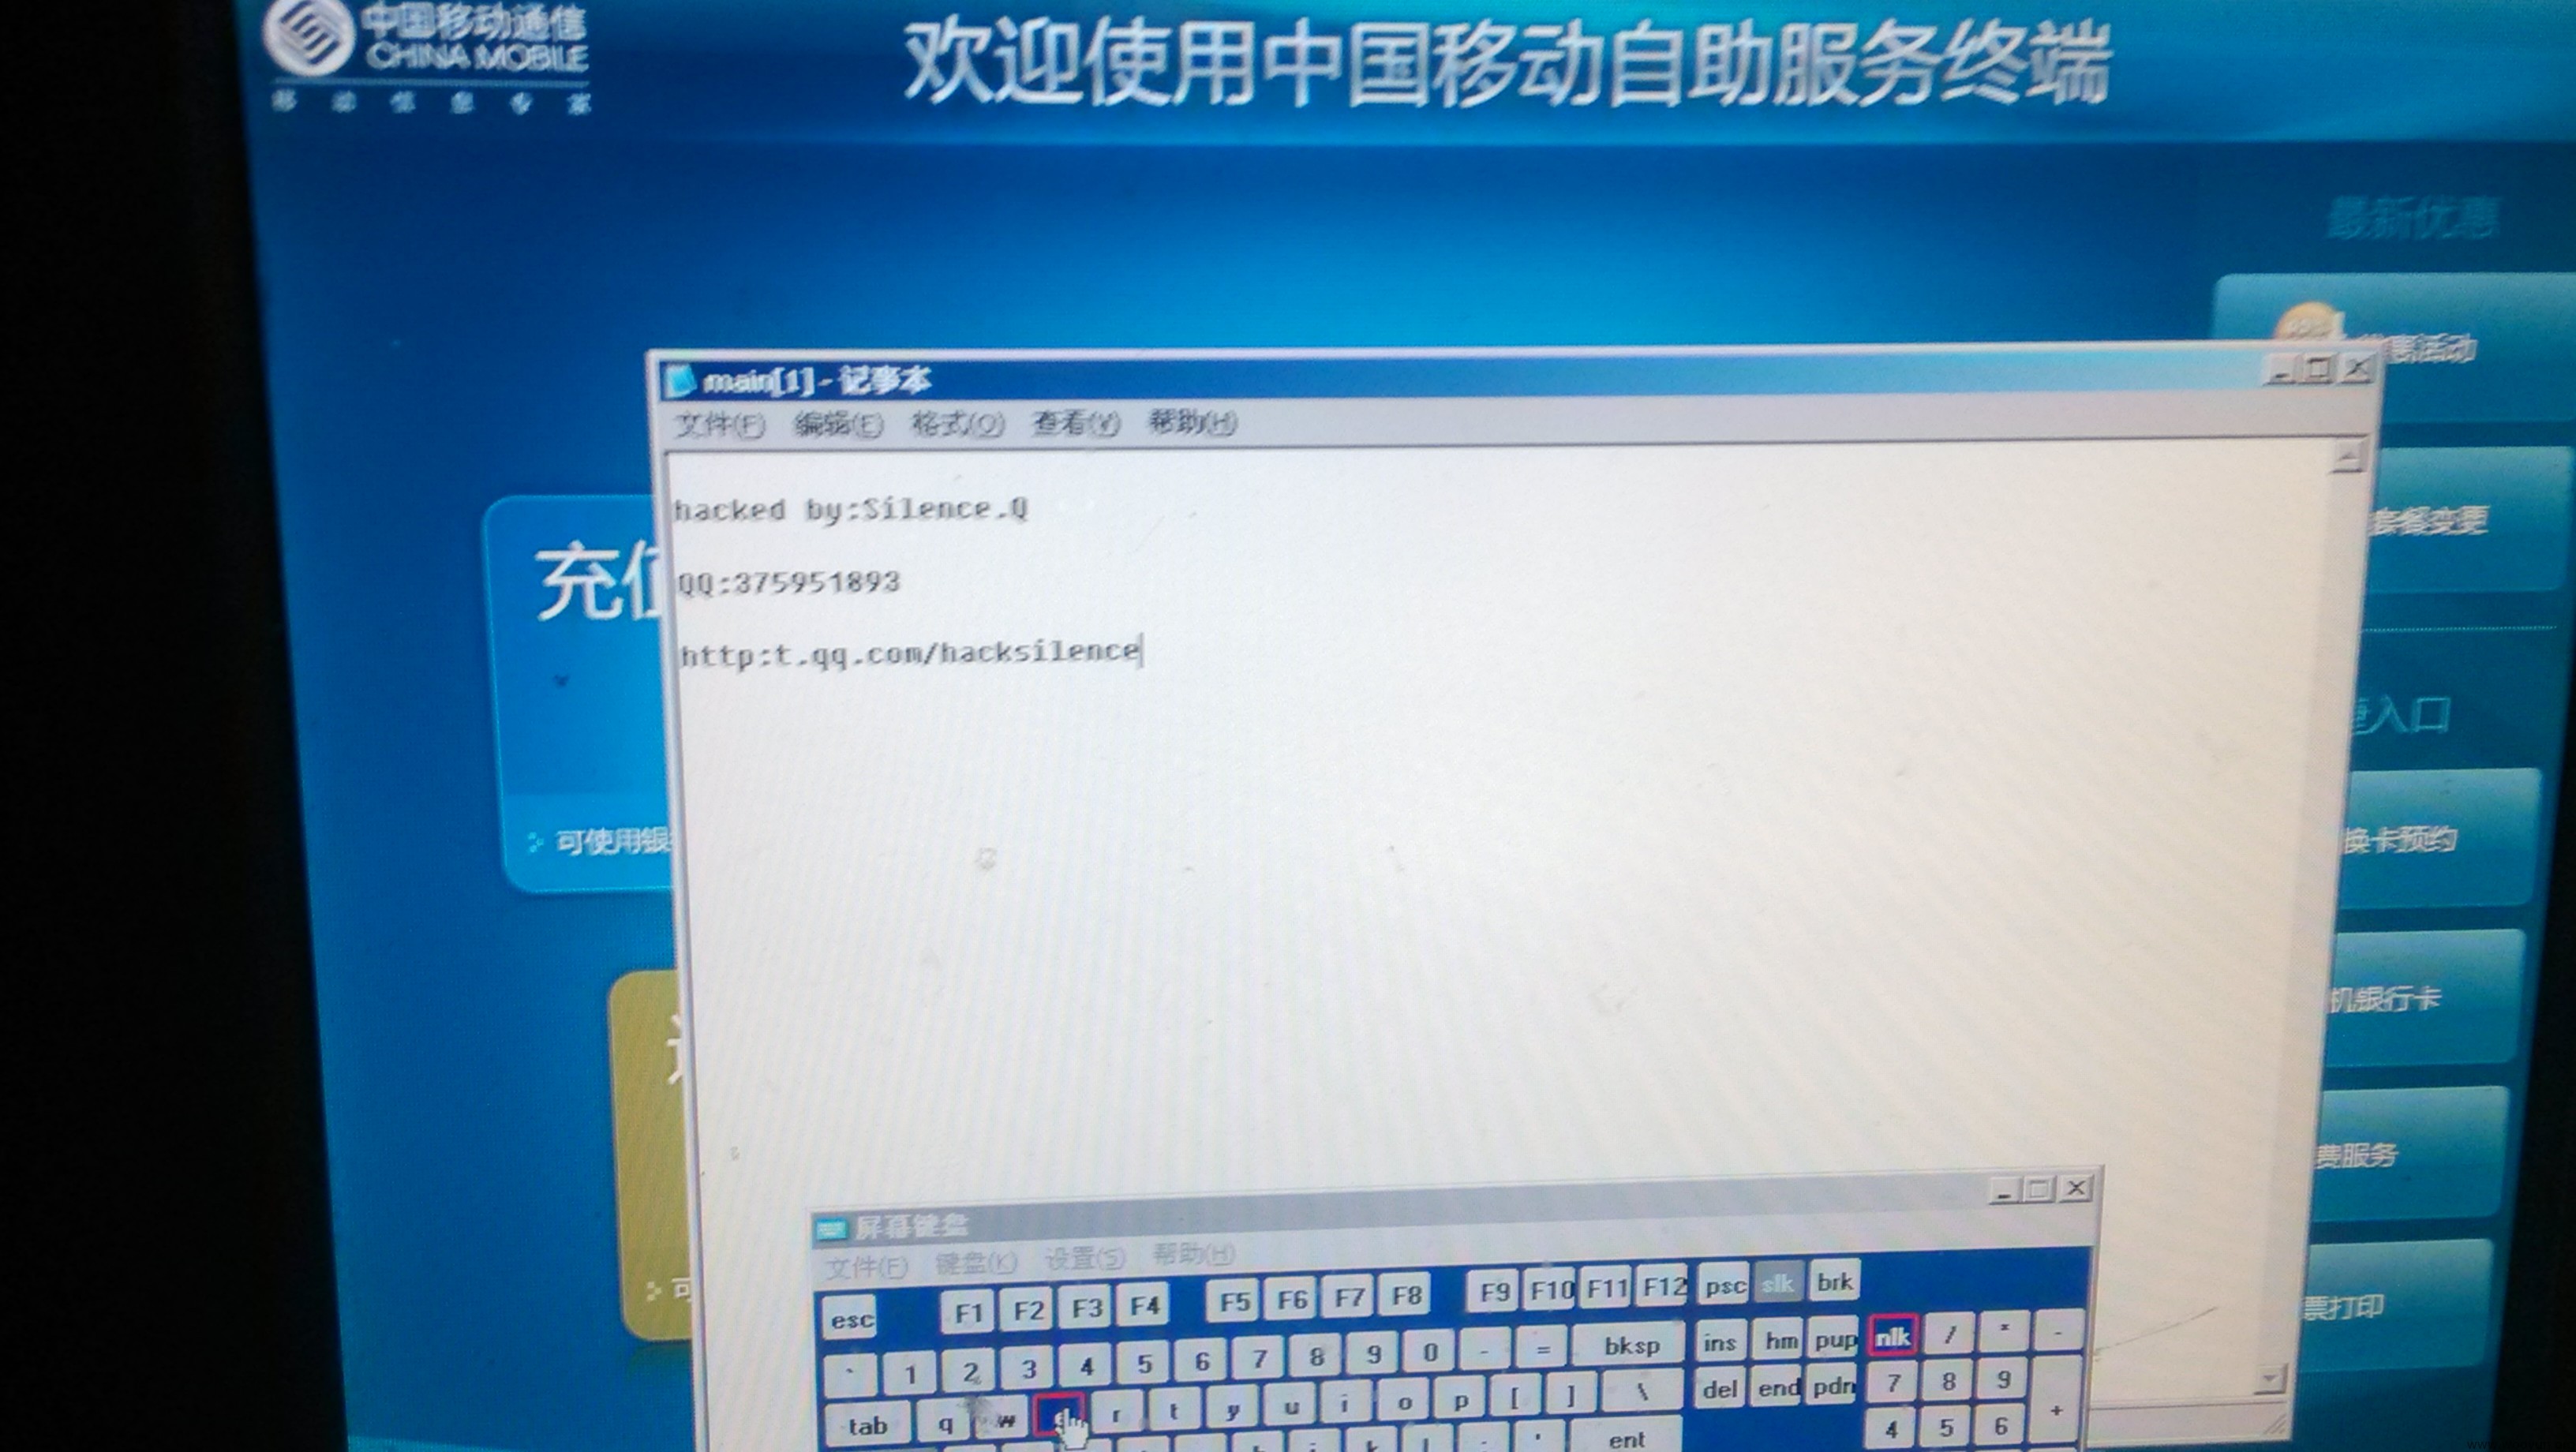 中国移动通信
CHINA MOBILE
移动信息专家
欢迎使用中国移动自助服务终端
最新优惠
惠活动
套餐变更
入口
换卡预约
机银行卡
费服务
票打印
充值
可使用银
main[1] - 记事本
文件(F) 编辑(E) 格式(O) 查看(V) 帮助(H)
hacked by:Silence.Q
QQ:375951893
http:t.qq.com/hacksilence
可
屏幕键盘
文件(F) 键盘(K) 设置(S) 帮助(H)
esc F1 F2 F3 F4 F5 F6 F7 F8 F9 F10 F11 F12 psc slk brk
` 1 2 3 4 5 6 7 8 9 0 - = bksp ins hm pup nlk / * -
tab q w e r t y u i o p [ ] \ del end pdn 7 8 9 +
k l ; ' ent 4 5 6